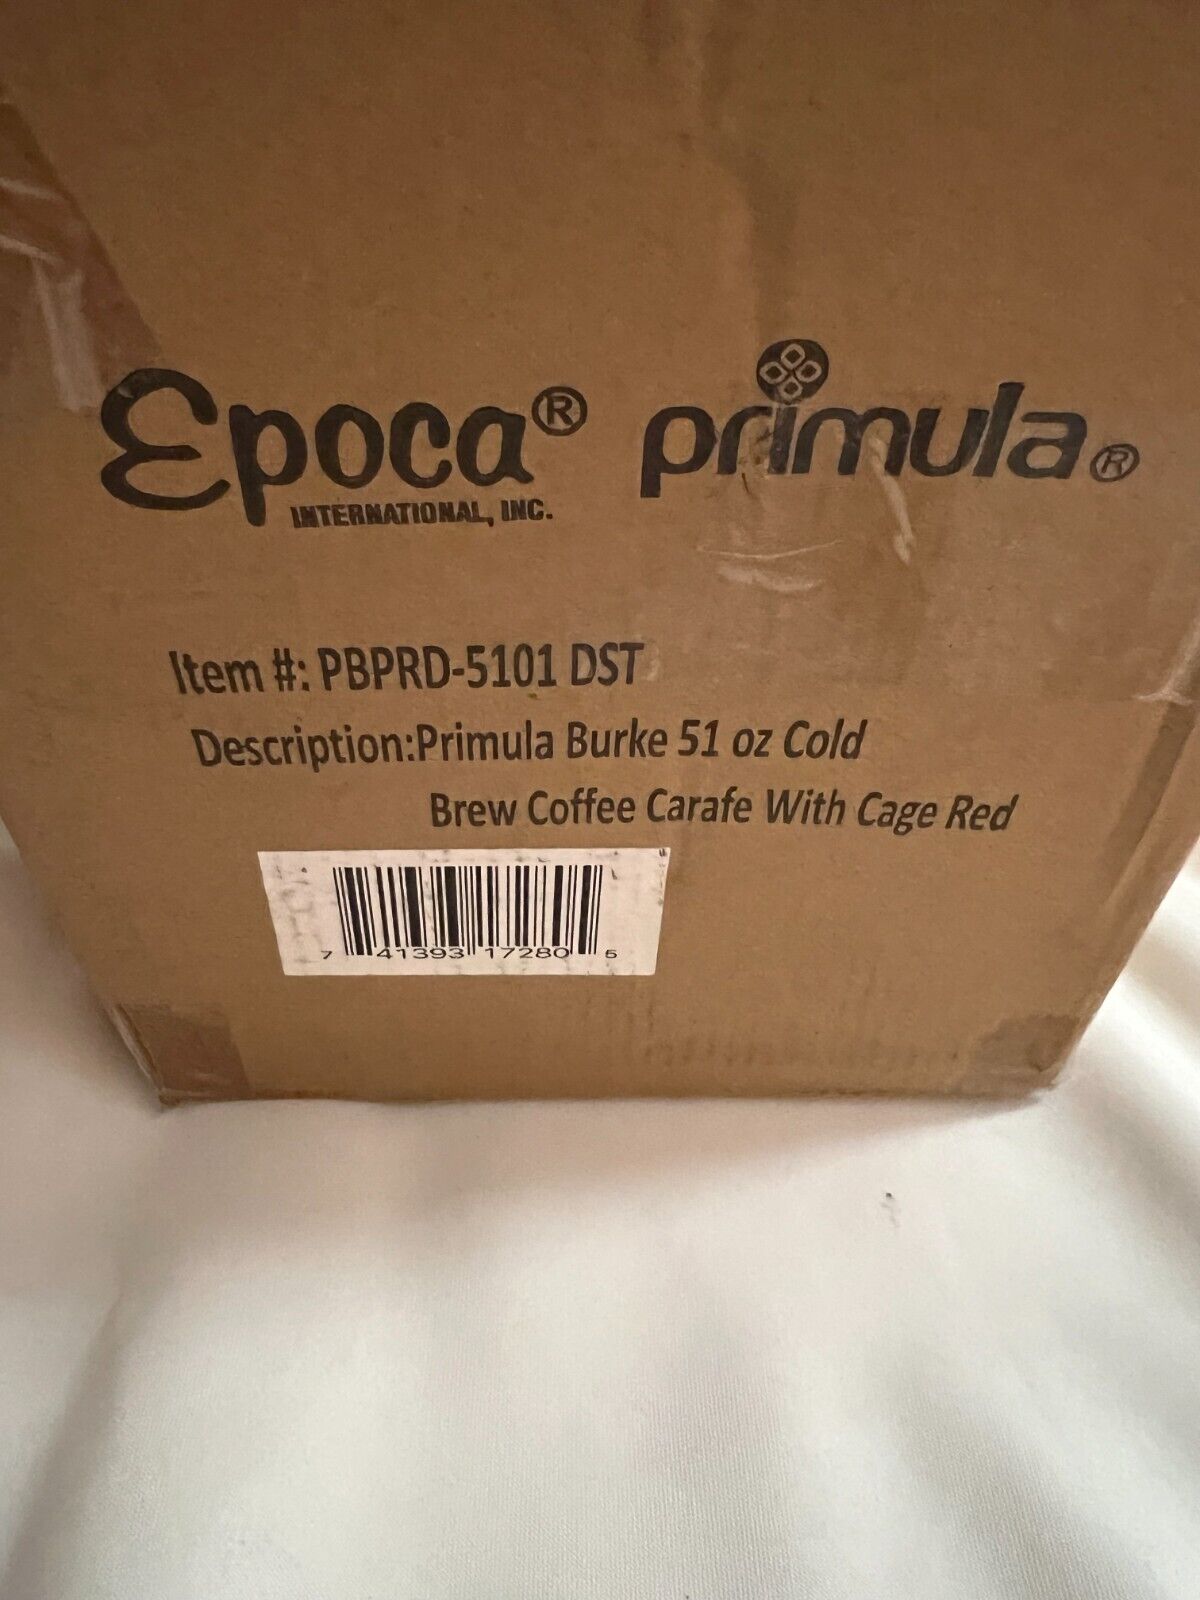 Epoca® primula®
INTERNATIONAL, INC.
Item #: PBPRD-5101 DST
Description:Primula Burke 51 oz Cold
Brew Coffee Carafe With Cage Red
7 41393 17280 5